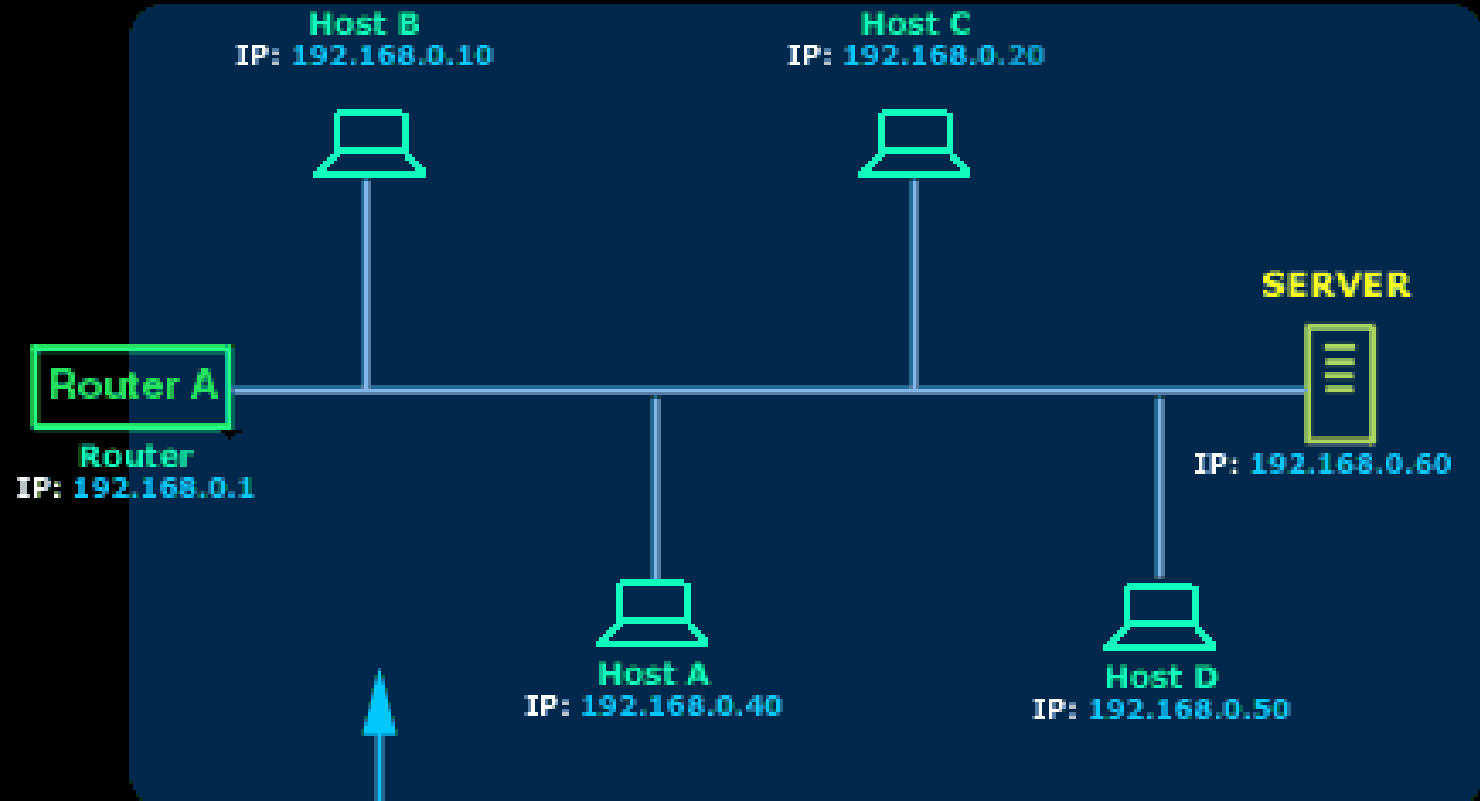 Host B
IP: 192.168.0.10
Host C
IP: 192.168.0.20
SERVER
IP: 192.168.0.60
Router A
Router
IP: 192.168.0.1
Host A
IP: 192.168.0.40
Host D
IP: 192.168.0.50